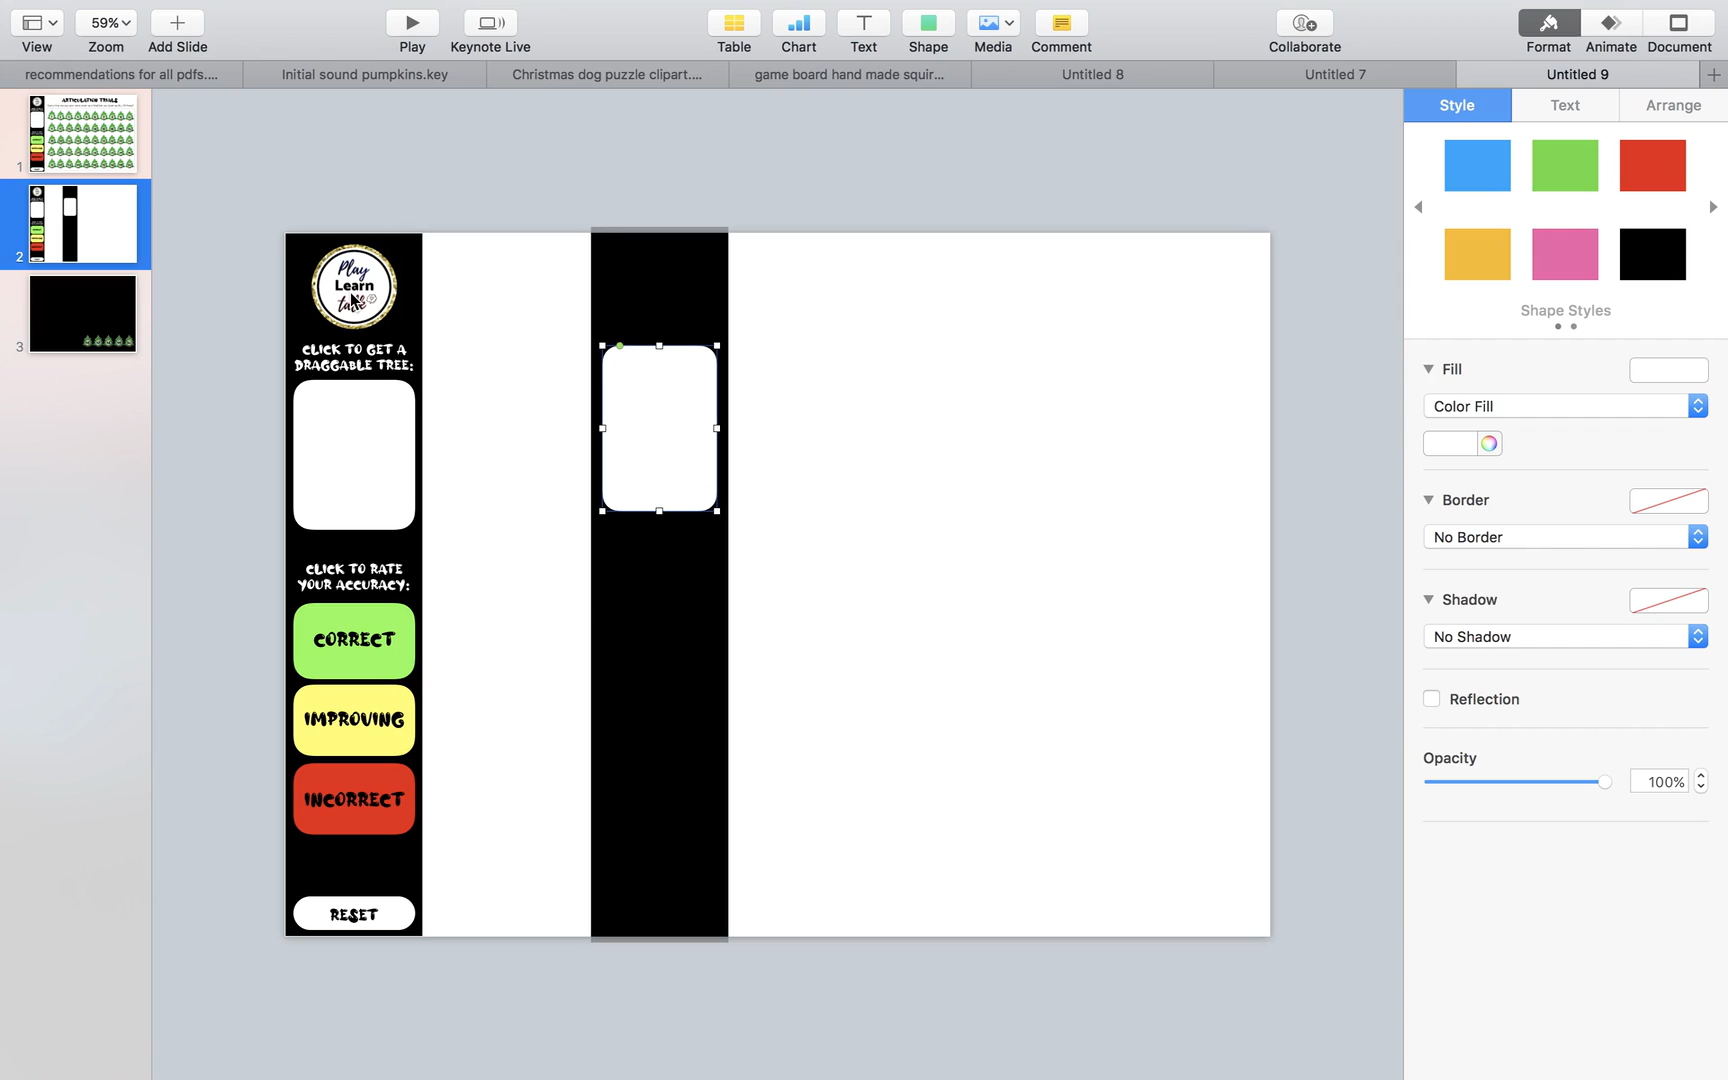 59%
View
Zoom
Add Slide
Play
Keynote Live
Table
Chart
Text
Shape
Media
Comment
Collaborate
Format
Animate
Document
recommendations for all pdfs....
Initial sound pumpkins.key
Christmas dog puzzle clipart....
game board hand made squir...
Untitled 8
Untitled 7
Untitled 9
1
ARTICULATION TRIALS
2
3
Play
Learn
talk
CLICK TO GET A
DRAGGABLE TREE:
CLICK TO RATE
YOUR ACCURACY:
CORRECT
IMPROVING
INCORRECT
RESET
Style
Text
Arrange
Shape Styles
Fill
Color Fill
Border
No Border
Shadow
No Shadow
Reflection
Opacity
100%